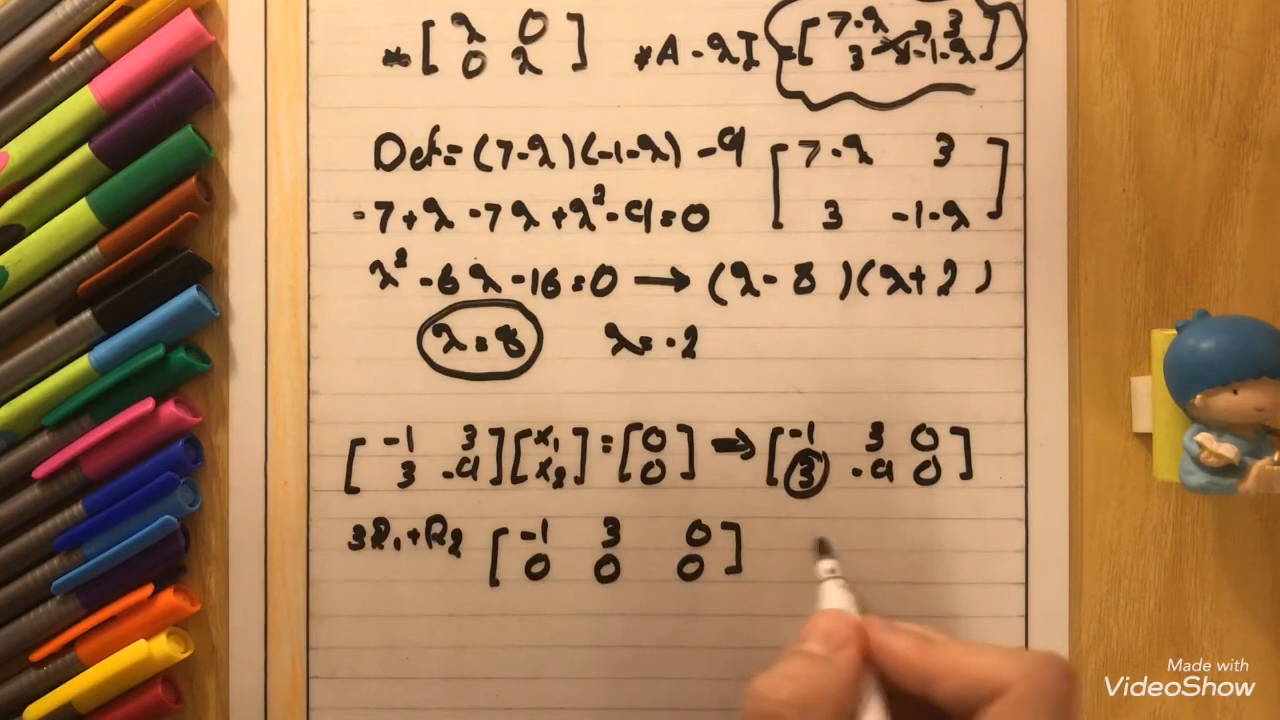 * [ λ 0 * A - λI = [ 7-λ 3
0 λ ] 3 -1-λ ]
Det = (7-λ)(-1-λ) - 9 [ 7-λ 3
-7+λ-7λ+λ²-9=0 3 -1-λ ]
λ²-6λ-16=0 → (λ-8)(λ+2)
λ=8 λ=-2
[ -1 3 ] [ x₁ ] = [ 0 ] → [ -1 3 0 ]
[ 3 -9 ] [ x₂ ] [ 0 ] [ 3 -9 0 ]
3R₁+R₂ [ -1 3 0 ]
[ 0 0 0 ]
Made with
VideoShow